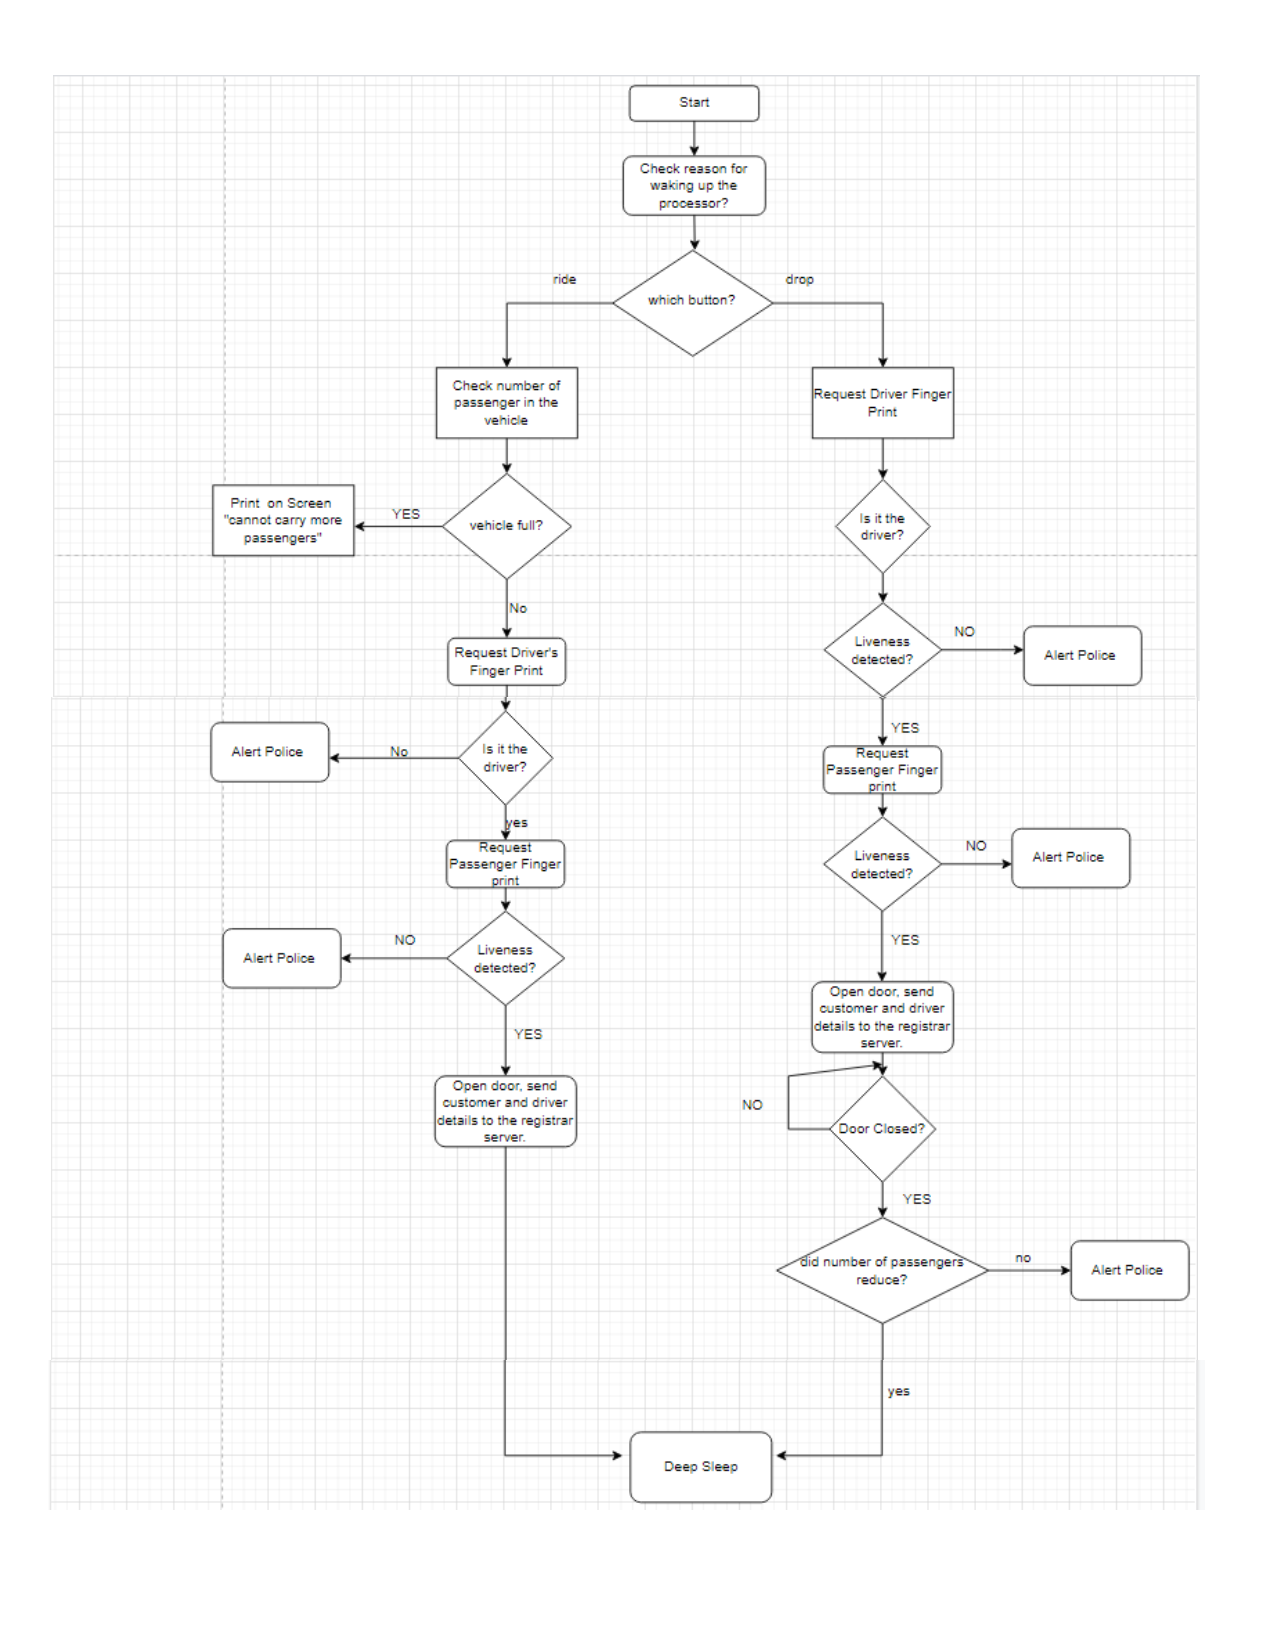 Start
Check reason for
waking up the
processor?
ride
drop
which button?
Check number of
passenger in the
vehicle
Request Driver Finger
Print
Print on Screen
"cannot carry more
passengers"
YES
vehicle full?
Is it the
driver?
No
Request Driver's
Finger Print
Liveness
detected?
NO
Alert Police
YES
Alert Police
No
Is it the
driver?
Request
Passenger Finger
print
yes
Request
Passenger Finger
print
Liveness
detected?
NO
Alert Police
Alert Police
NO
Liveness
detected?
YES
YES
Open door, send
customer and driver
details to the registrar
server.
Open door, send
customer and driver
details to the registrar
server.
NO
Door Closed?
YES
did number of passengers
reduce?
no
Alert Police
yes
Deep Sleep